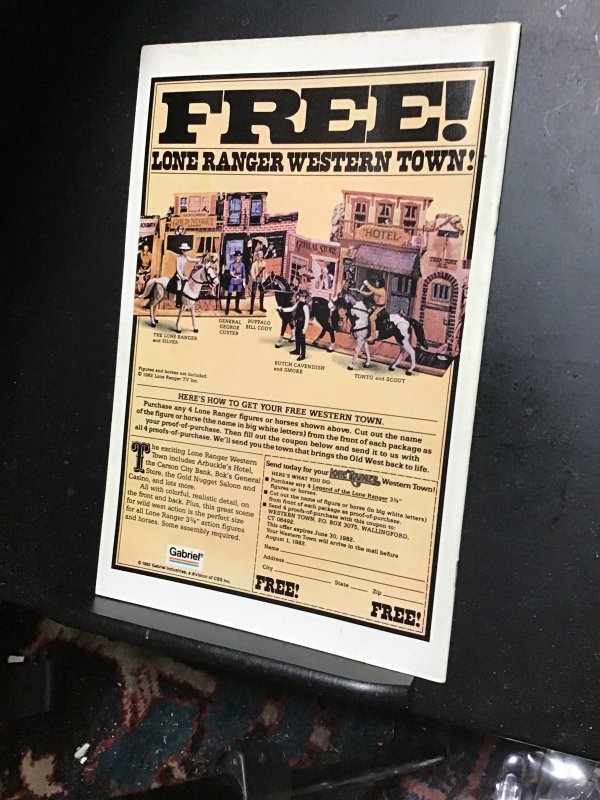 FREE!
LONE RANGER WESTERN TOWN!
GOLD NUGGET
GENERAL STORE
HOTEL
THE LONE RANGER
and SILVER
GENERAL
GEORGE
CUSTER
BUFFALO
BILL CODY
BUTCH CAVENDISH
and SMOKE
TONTO and SCOUT
Figures and horses not included.
© 1982 Lone Ranger TV Inc.
HERE'S HOW TO GET YOUR FREE WESTERN TOWN.
Purchase any 4 Lone Ranger figures or horses shown above. Cut out the name
of the figure or horse (the name in big white letters) from the front of each package as
your proof-of-purchase. Then fill out the coupon below and send it to us with
all 4 proofs-of-purchase. We'll send you the town that brings the Old West back to life.
The exciting Lone Ranger Western
Town includes Arbuckle's Hotel,
the Carson City Bank, Bok's General
Store, the Gold Nugget Saloon and
Casino, and lots more.
All with colorful, realistic detail, on
the front and back. Plus, this great scene
for wild west action is the perfect size
for all Lone Ranger 3¾" action figures
and horses. Some assembly required.
Gabriel®
© 1982 Gabriel Industries, a division of CBS Inc.
Send today for your LONE RANGER Western Town!
HERE'S WHAT YOU DO:
■ Purchase any 4 Legend of the Lone Ranger 3¾"
figures or horses.
■ Cut out the name of figure or horse (in big white letters)
from front of each package as proof-of-purchase.
■ Send 4 proofs-of-purchase with this coupon to:
WESTERN TOWN, P.O. BOX 3075, WALLINGFORD,
CT 06492.
This offer expires June 30, 1982.
Your Western Town will arrive in the mail before
August 1, 1982.
Name
Address
City State Zip
FREE! FREE!